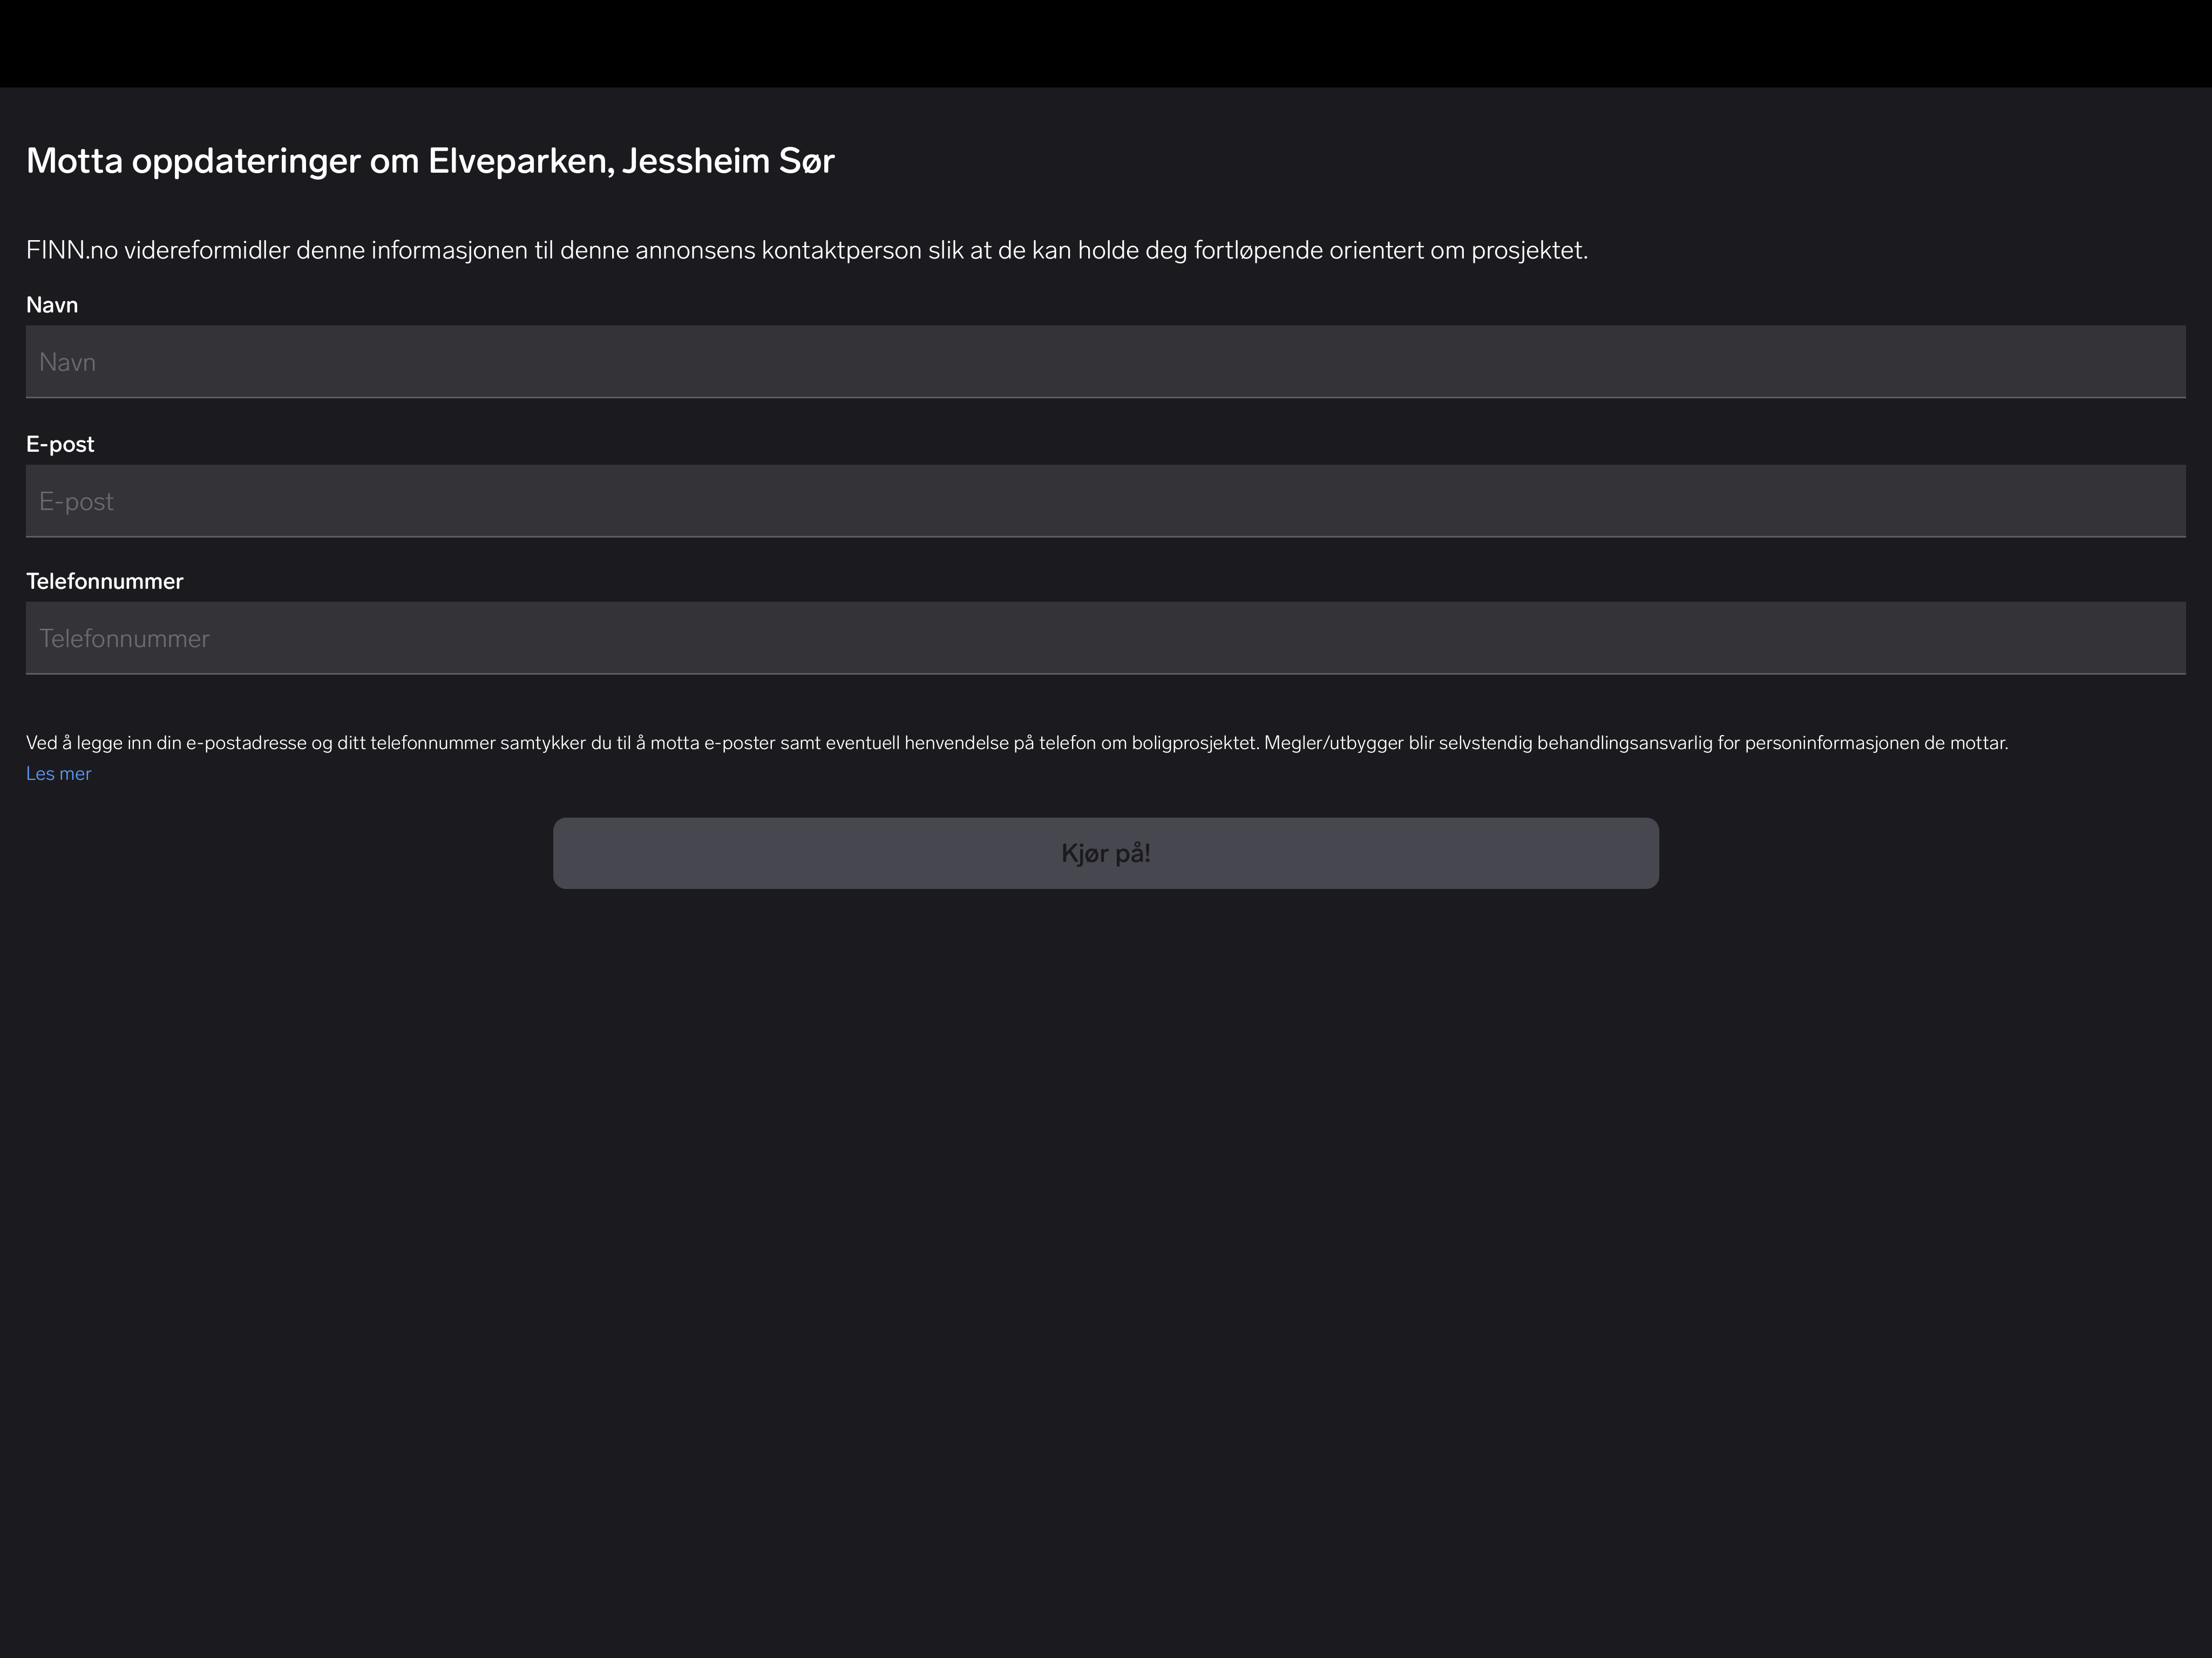 Motta oppdateringer om Elveparken, Jessheim Sør
FINN.no videreformidler denne informasjonen til denne annonsens kontaktperson slik at de kan holde deg fortløpende orientert om prosjektet.
Navn
Navn
E-post
E-post
Telefonnummer
Telefonnummer
Ved å legge inn din e-postadresse og ditt telefonnummer samtykker du til å motta e-poster samt eventuell henvendelse på telefon om boligprosjektet. Megler/utbygger blir selvstendig behandlingsansvarlig for personinformasjonen de mottar.
Les mer
Kjør på!